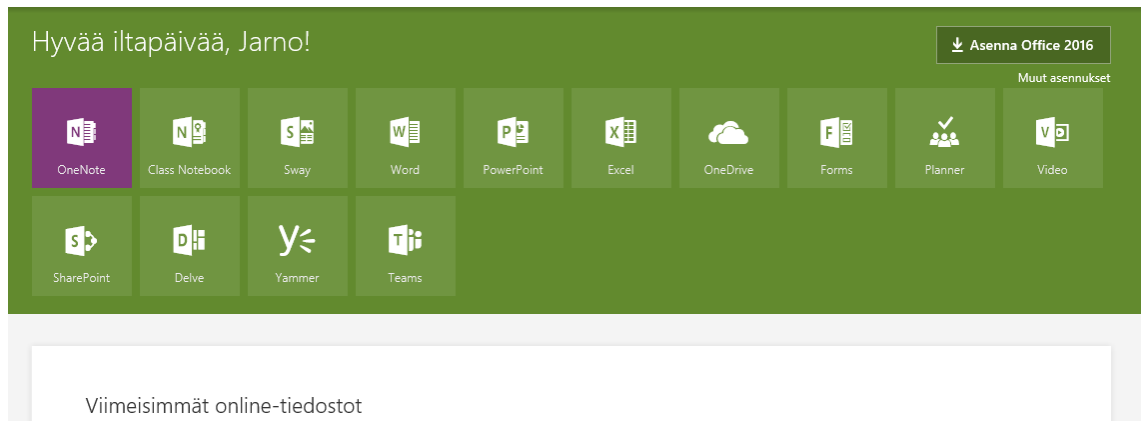 Hyvää iltapäivää, Jarno!
Asenna Office 2016
Muut asennukset
OneNote
Class Notebook
Sway
Word
PowerPoint
Excel
OneDrive
Forms
Planner
Video
SharePoint
Delve
Yammer
Teams
Viimeisimmät online-tiedostot